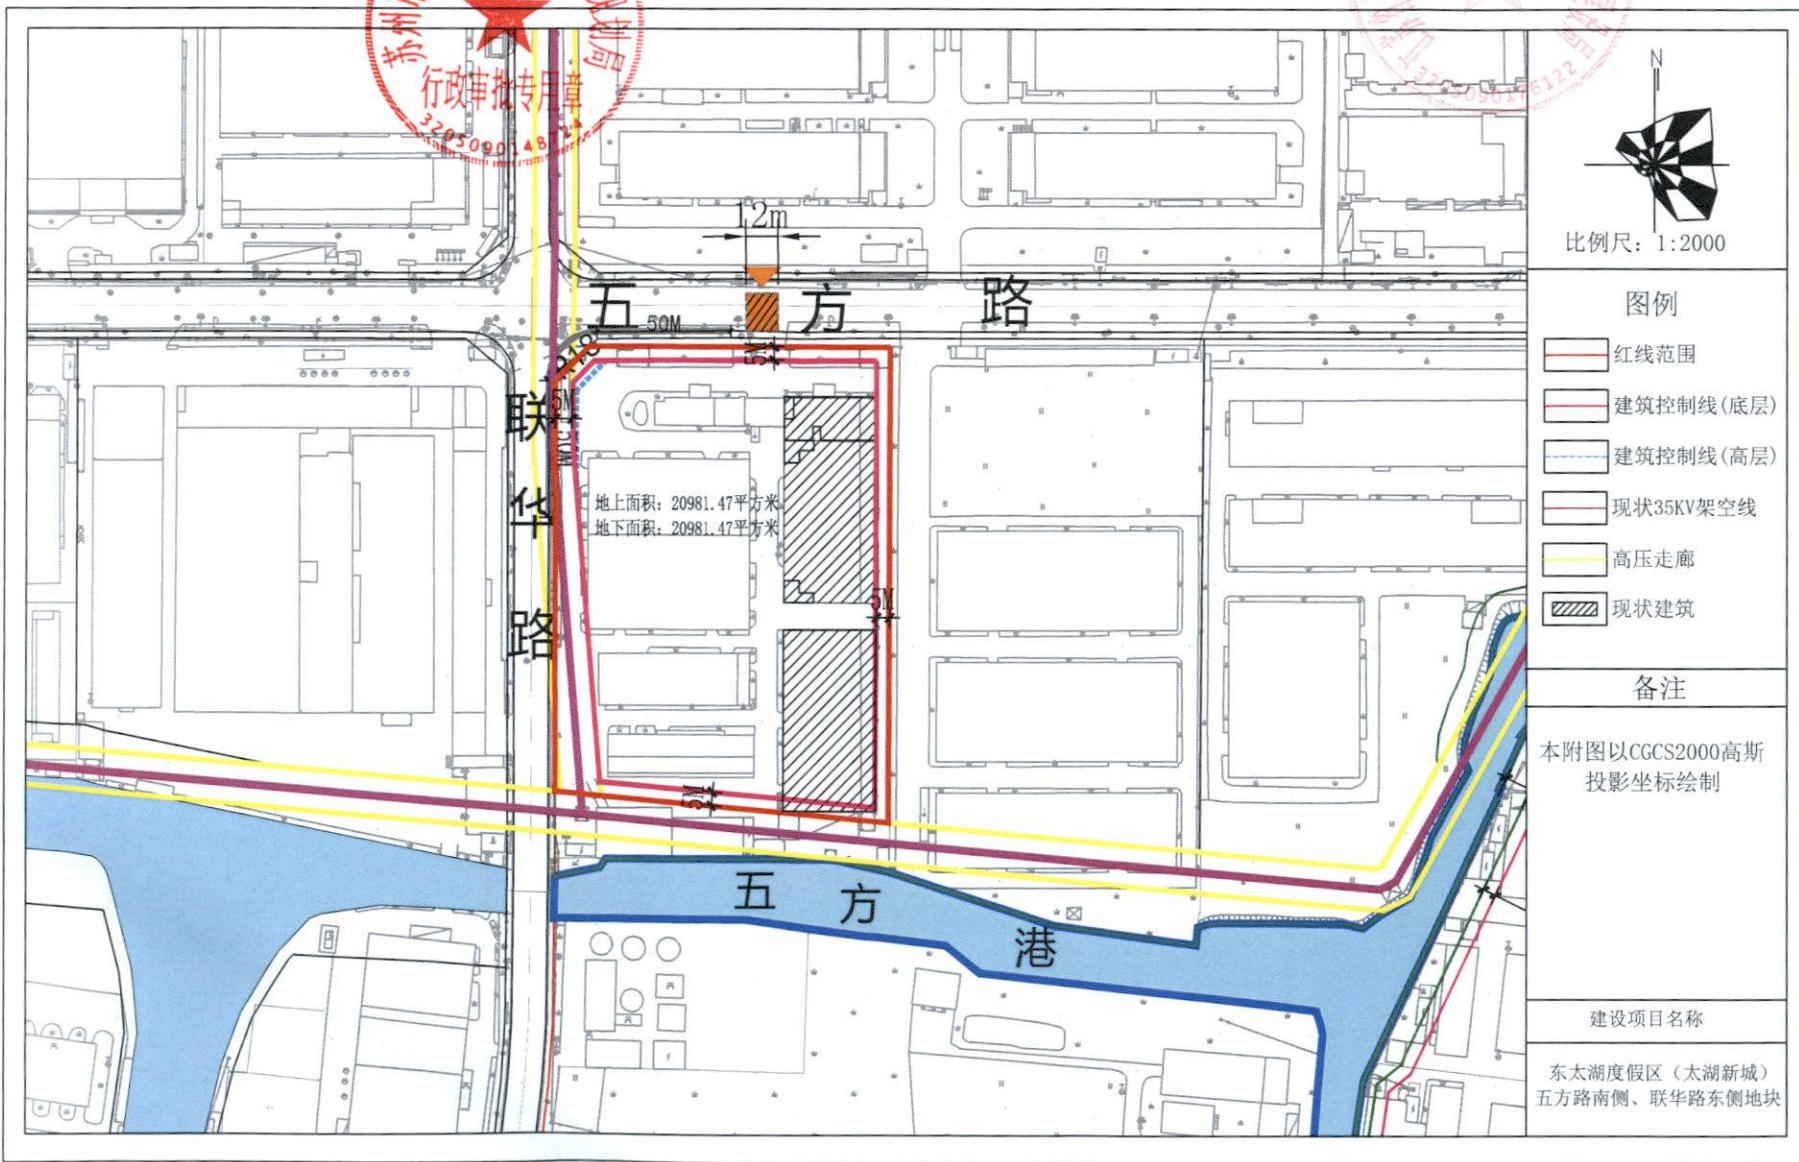 行政审批专用章
N
比例尺：1:2000
12m
五方路
50M
5M
R18
联华路
5M
50M
地上面积：20981.47平方米
地下面积：20981.47平方米
5M
5M
五方港
图例
红线范围
建筑控制线(底层)
建筑控制线(高层)
现状35KV架空线
高压走廊
现状建筑
备注
本附图以CGCS2000高斯
投影坐标绘制
建设项目名称
东太湖度假区（太湖新城）
五方路南侧、联华路东侧地块